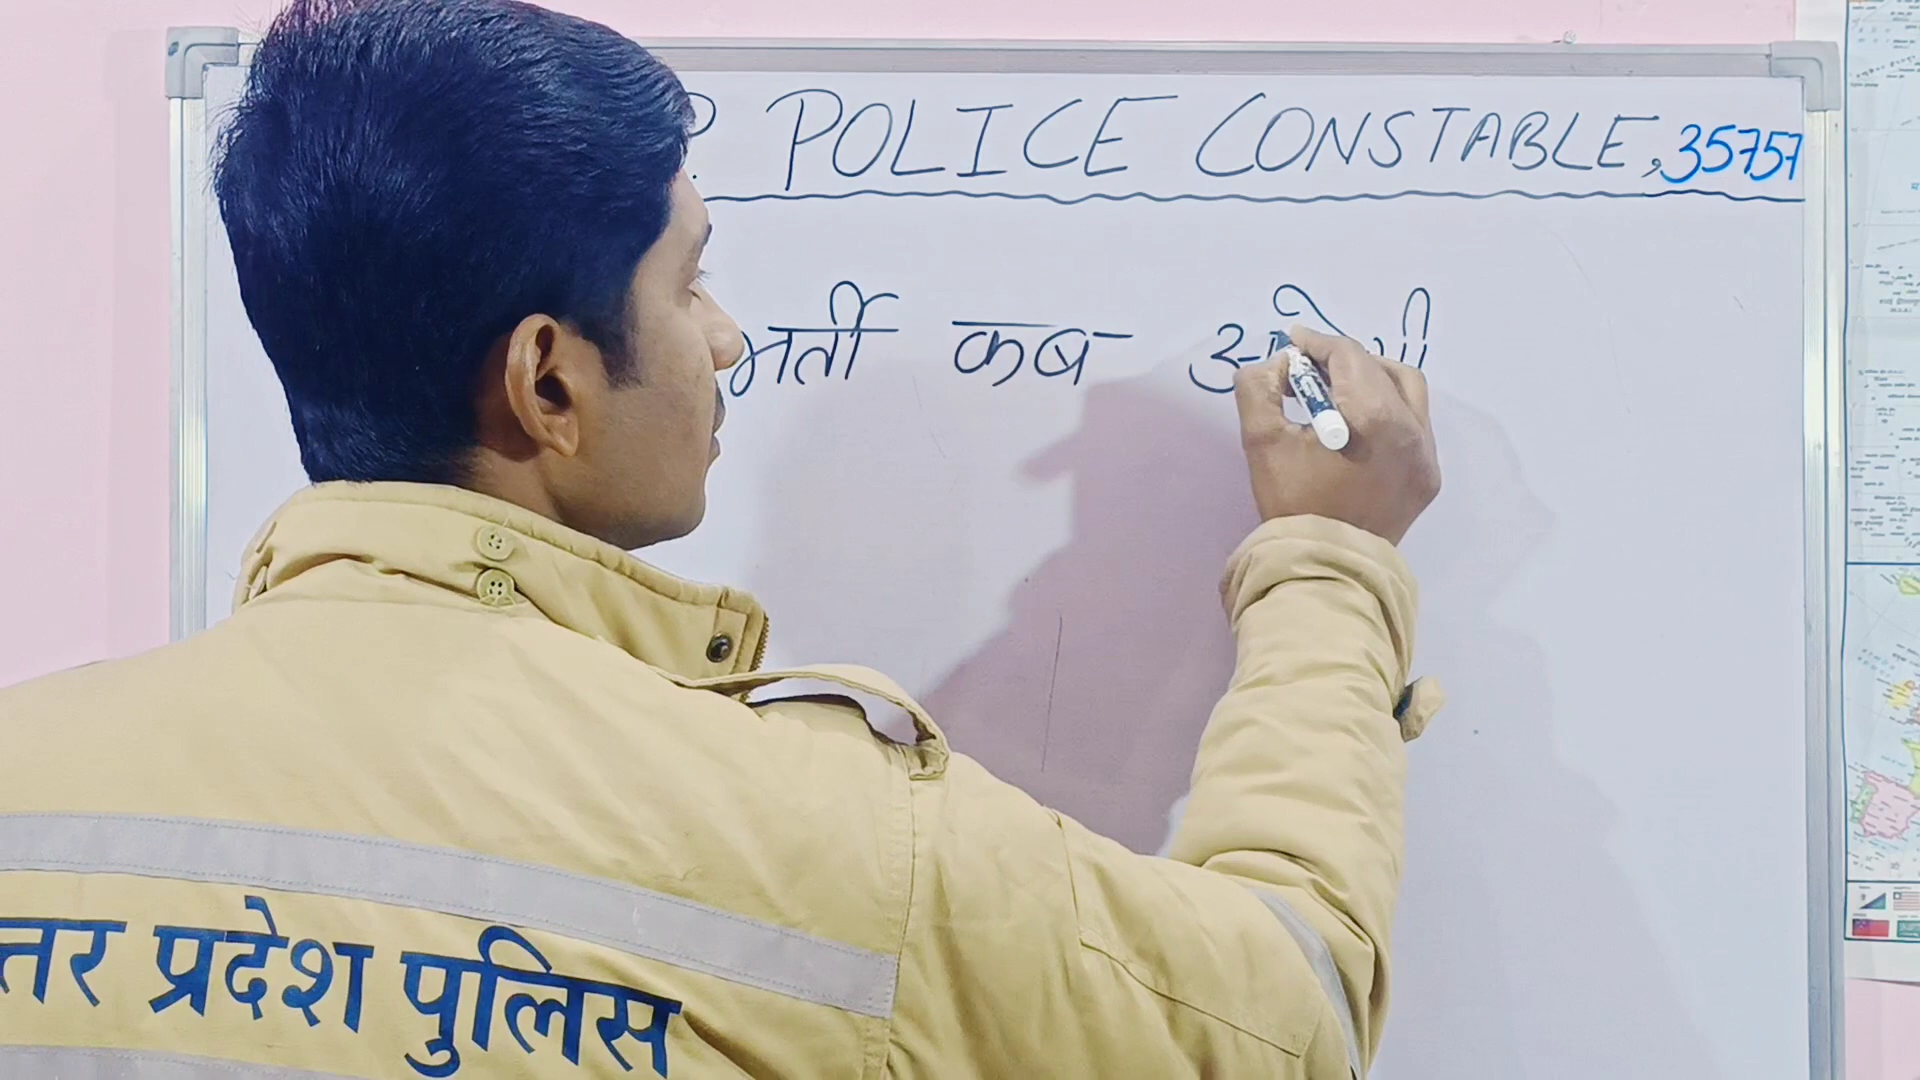 P POLICE CONSTABLE, 35757
भर्ती कब
तर प्रदेश पुलिस